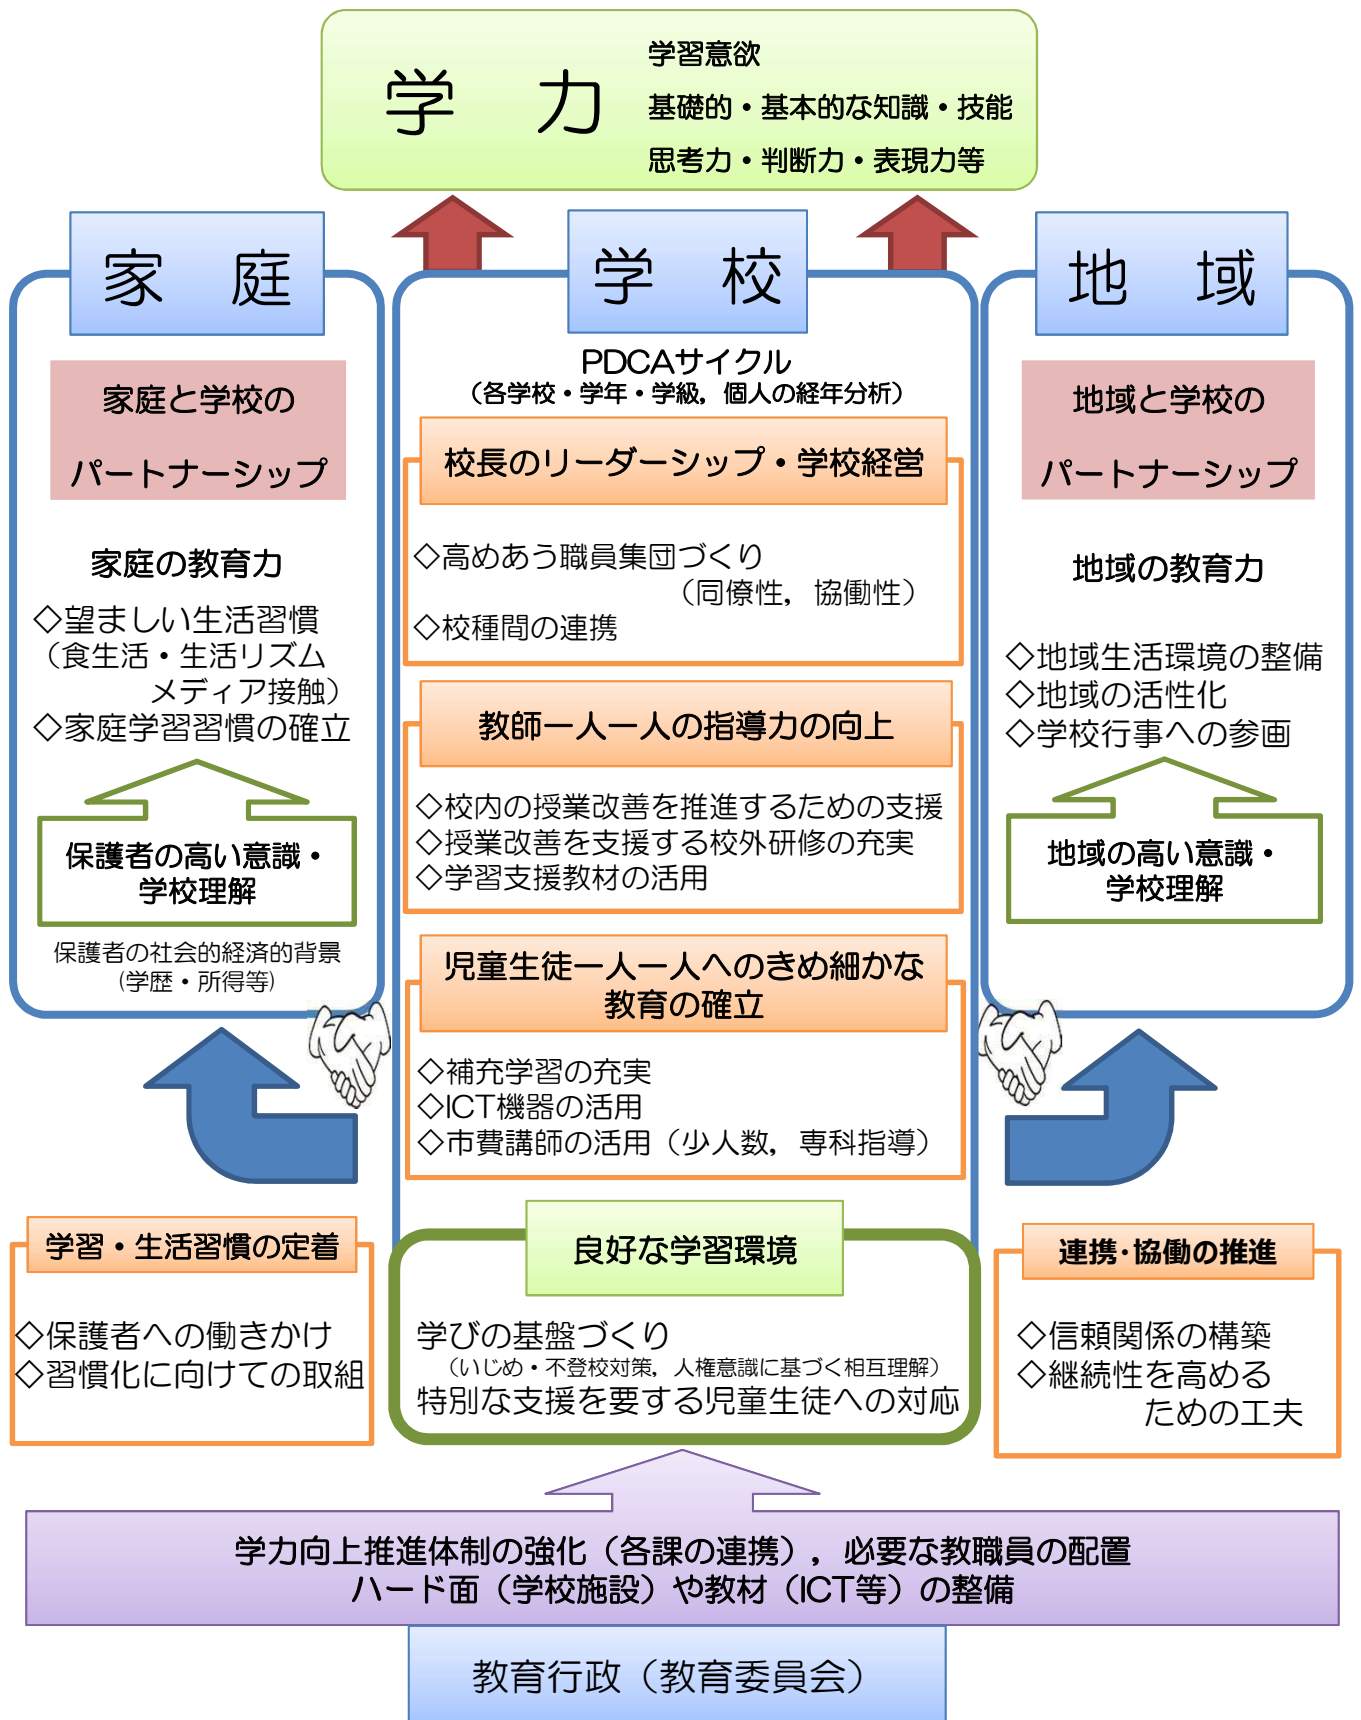 学 力
学習意欲
基礎的・基本的な知識・技能
思考力・判断力・表現力等
家 庭
家庭と学校の
パートナーシップ
家庭の教育力
◇望ましい生活習慣
（食生活・生活リズム
メディア接触）
◇家庭学習習慣の確立
保護者の高い意識・
学校理解
保護者の社会的経済的背景
(学歴・所得等)
学習・生活習慣の定着
◇保護者への働きかけ
◇習慣化に向けての取組
学 校
PDCAサイクル
（各学校・学年・学級，個人の経年分析）
校長のリーダーシップ・学校経営
◇高めあう職員集団づくり
（同僚性，協働性）
◇校種間の連携
教師一人一人の指導力の向上
◇校内の授業改善を推進するための支援
◇授業改善を支援する校外研修の充実
◇学習支援教材の活用
児童生徒一人一人へのきめ細かな
教育の確立
◇補充学習の充実
◇ICT機器の活用
◇市費講師の活用（少人数，専科指導）
良好な学習環境
学びの基盤づくり
（いじめ・不登校対策，人権意識に基づく相互理解）
特別な支援を要する児童生徒への対応
地 域
地域と学校の
パートナーシップ
地域の教育力
◇地域生活環境の整備
◇地域の活性化
◇学校行事への参画
地域の高い意識・
学校理解
連携・協働の推進
◇信頼関係の構築
◇継続性を高める
ための工夫
学力向上推進体制の強化（各課の連携），必要な教職員の配置
ハード面（学校施設）や教材（ICT等）の整備
教育行政（教育委員会）